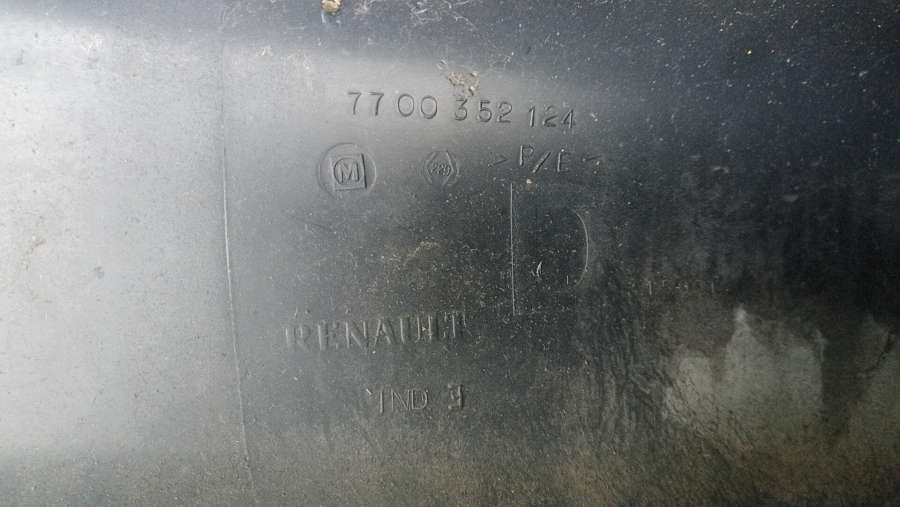 7700 352 124
M >P/E<
D
RENAULT
IND E